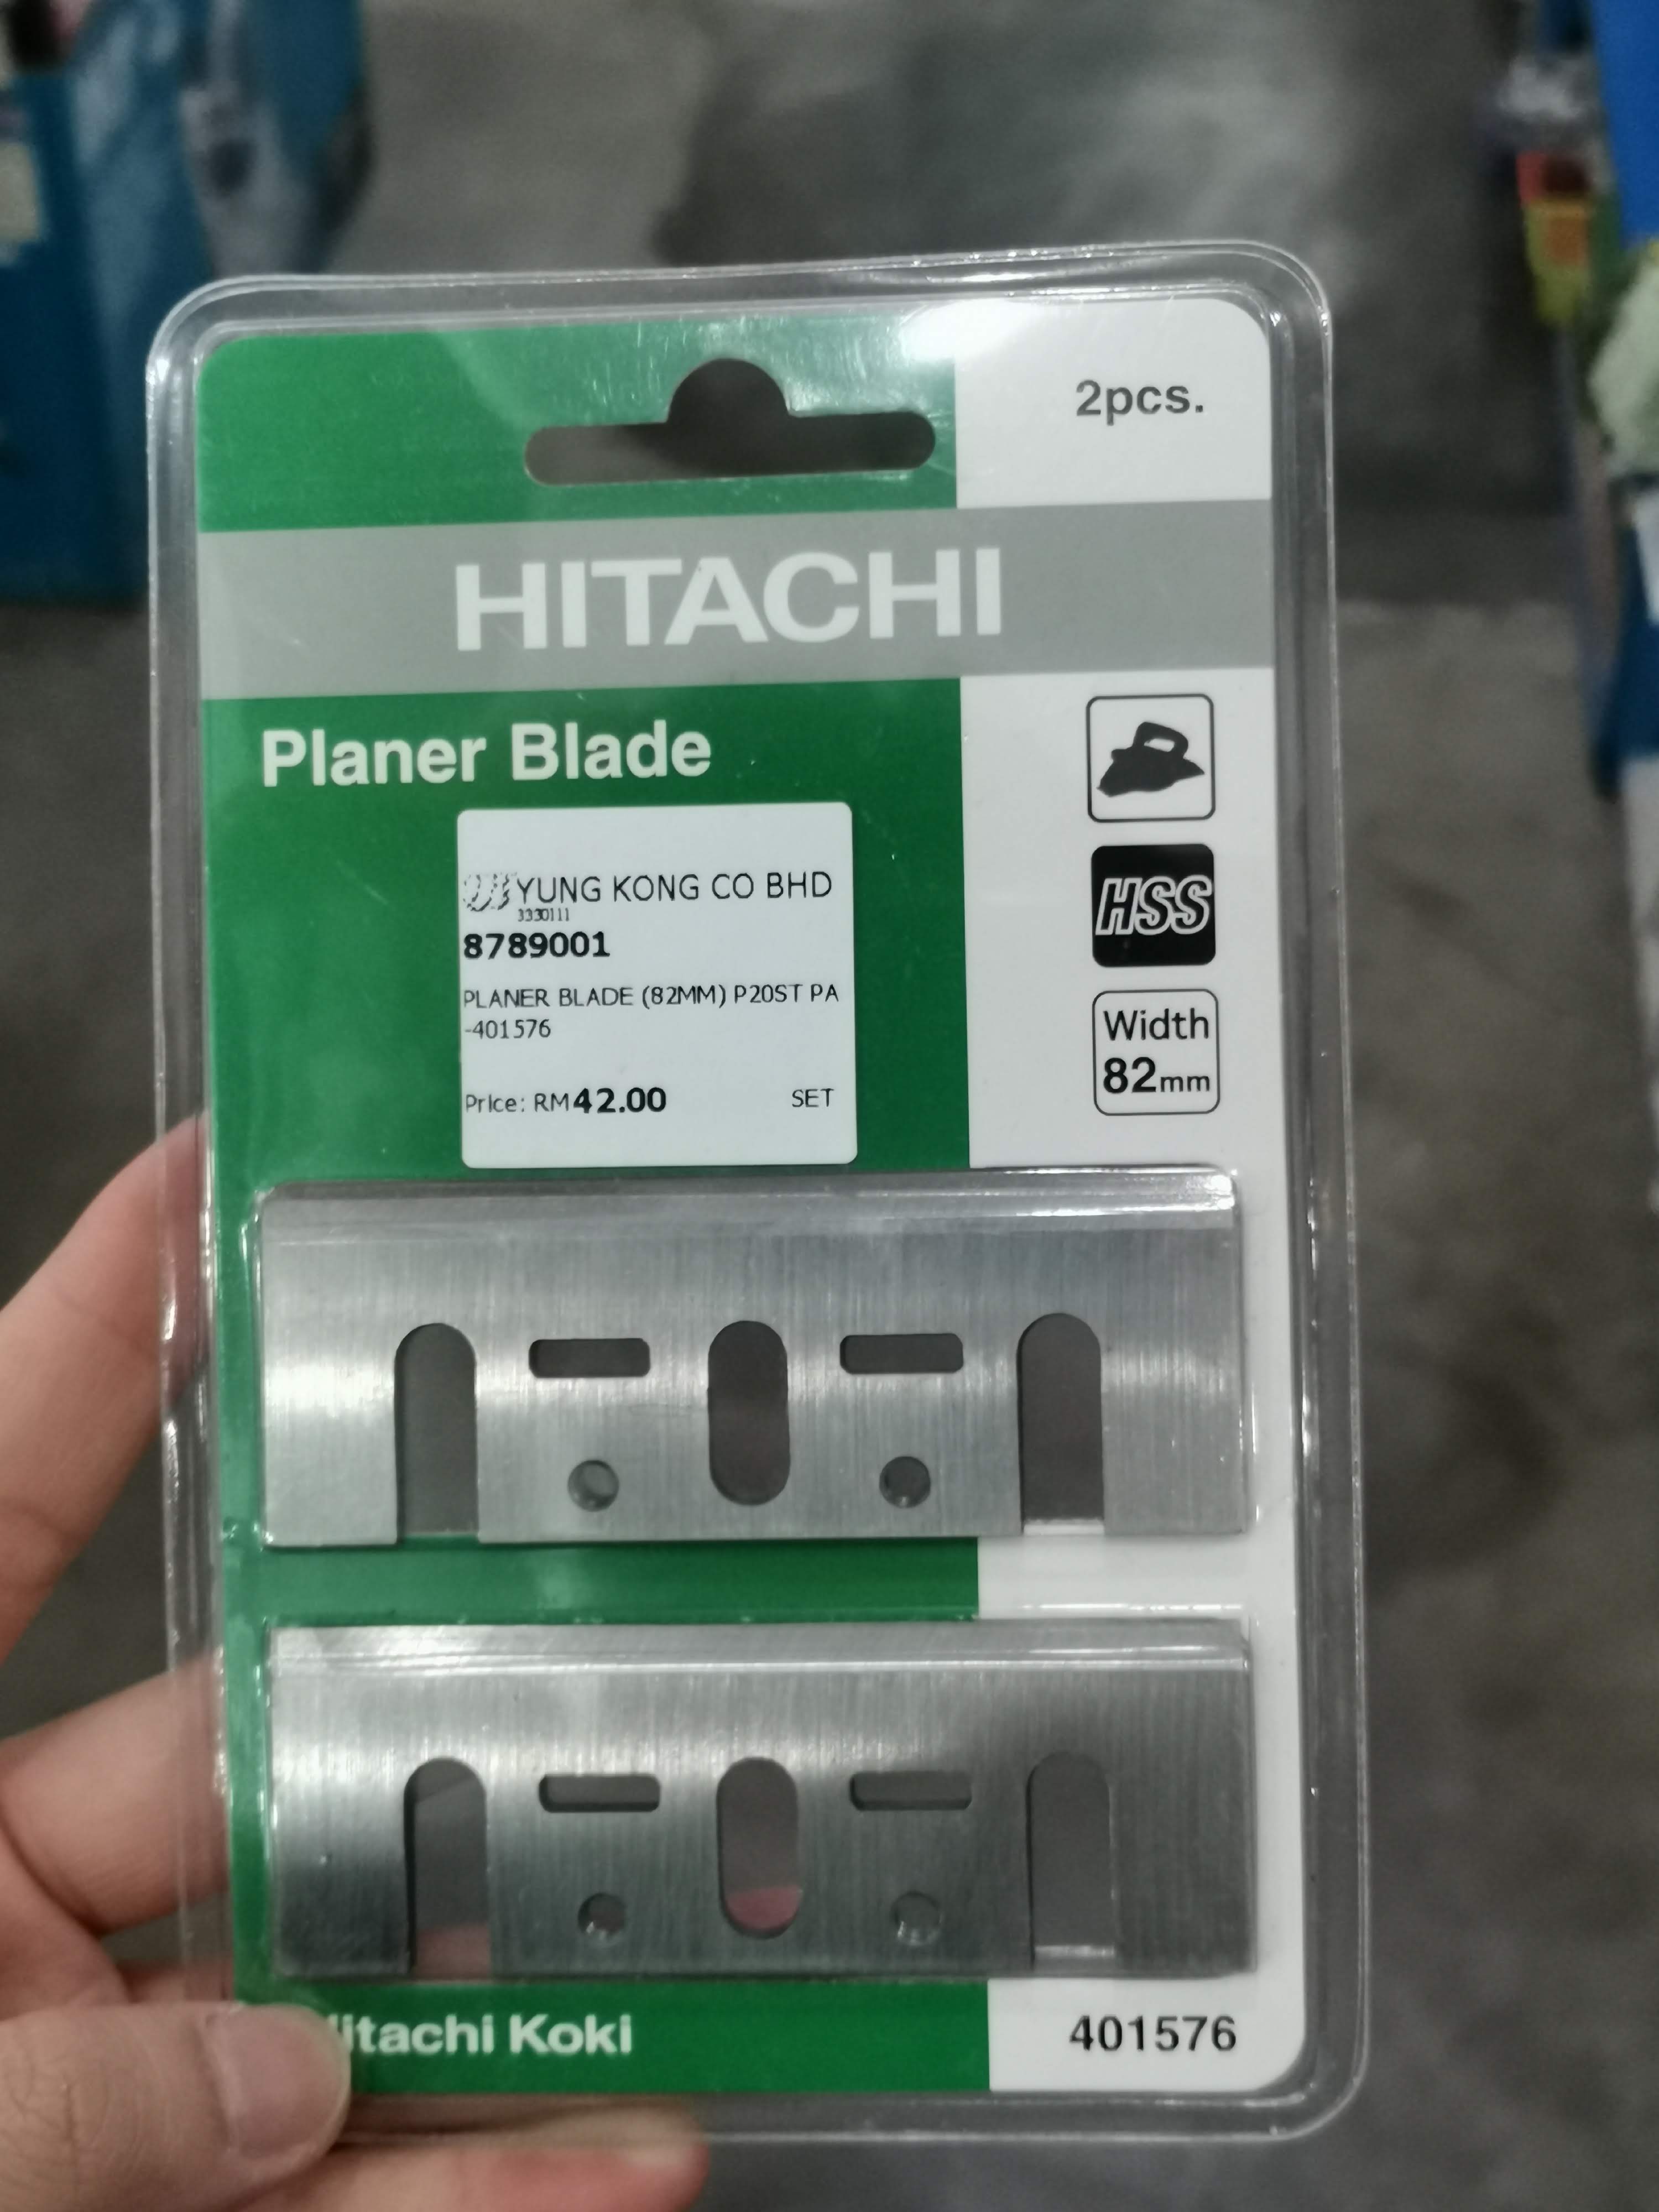 2pcs.
HITACHI
Planer Blade
YUNG KONG CO BHD
3330111
8789001
PLANER BLADE (82MM) P20ST PA
-401576
Price: RM42.00 SET
HSS
Width
82mm
Hitachi Koki
401576